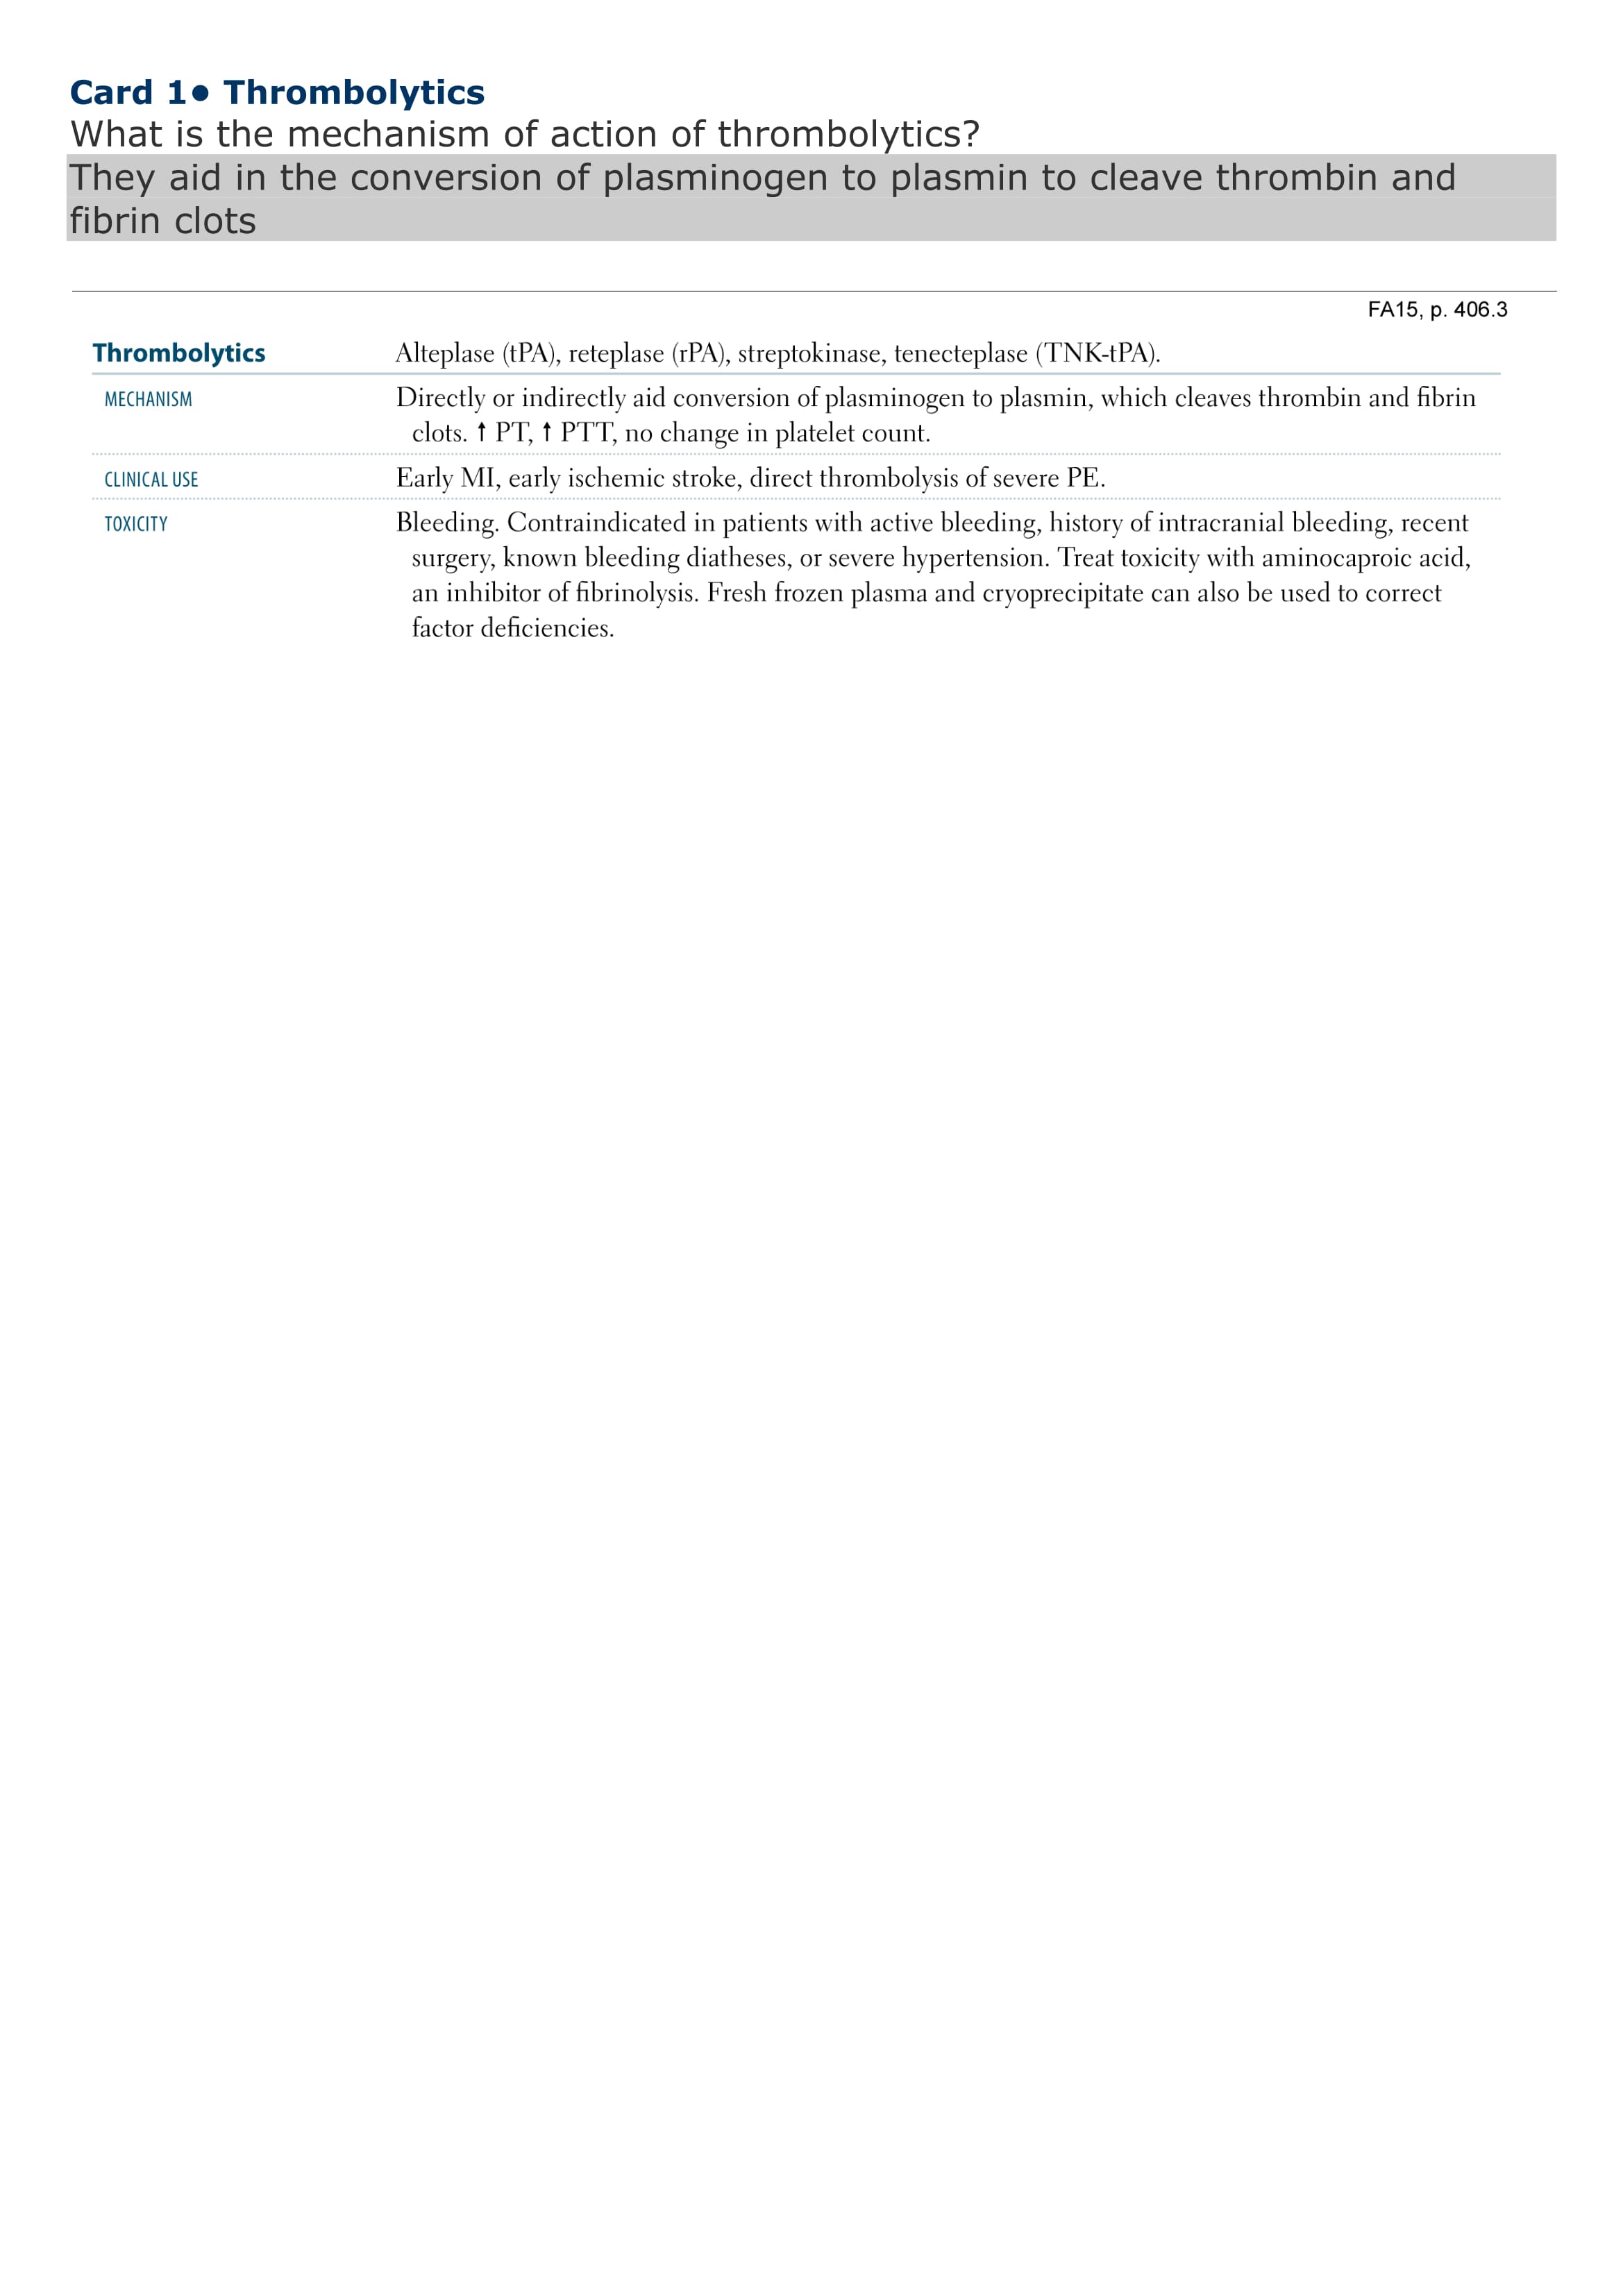 Card 1• Thrombolytics
What is the mechanism of action of thrombolytics?
They aid in the conversion of plasminogen to plasmin to cleave thrombin and
fibrin clots
FA15, p. 406.3
Thrombolytics Alteplase (tPA), reteplase (rPA), streptokinase, tenecteplase (TNK-tPA).
MECHANISM Directly or indirectly aid conversion of plasminogen to plasmin, which cleaves thrombin and fibrin
clots. ↑ PT, ↑ PTT, no change in platelet count.
CLINICAL USE Early MI, early ischemic stroke, direct thrombolysis of severe PE.
TOXICITY Bleeding. Contraindicated in patients with active bleeding, history of intracranial bleeding, recent
surgery, known bleeding diatheses, or severe hypertension. Treat toxicity with aminocaproic acid,
an inhibitor of fibrinolysis. Fresh frozen plasma and cryoprecipitate can also be used to correct
factor deficiencies.